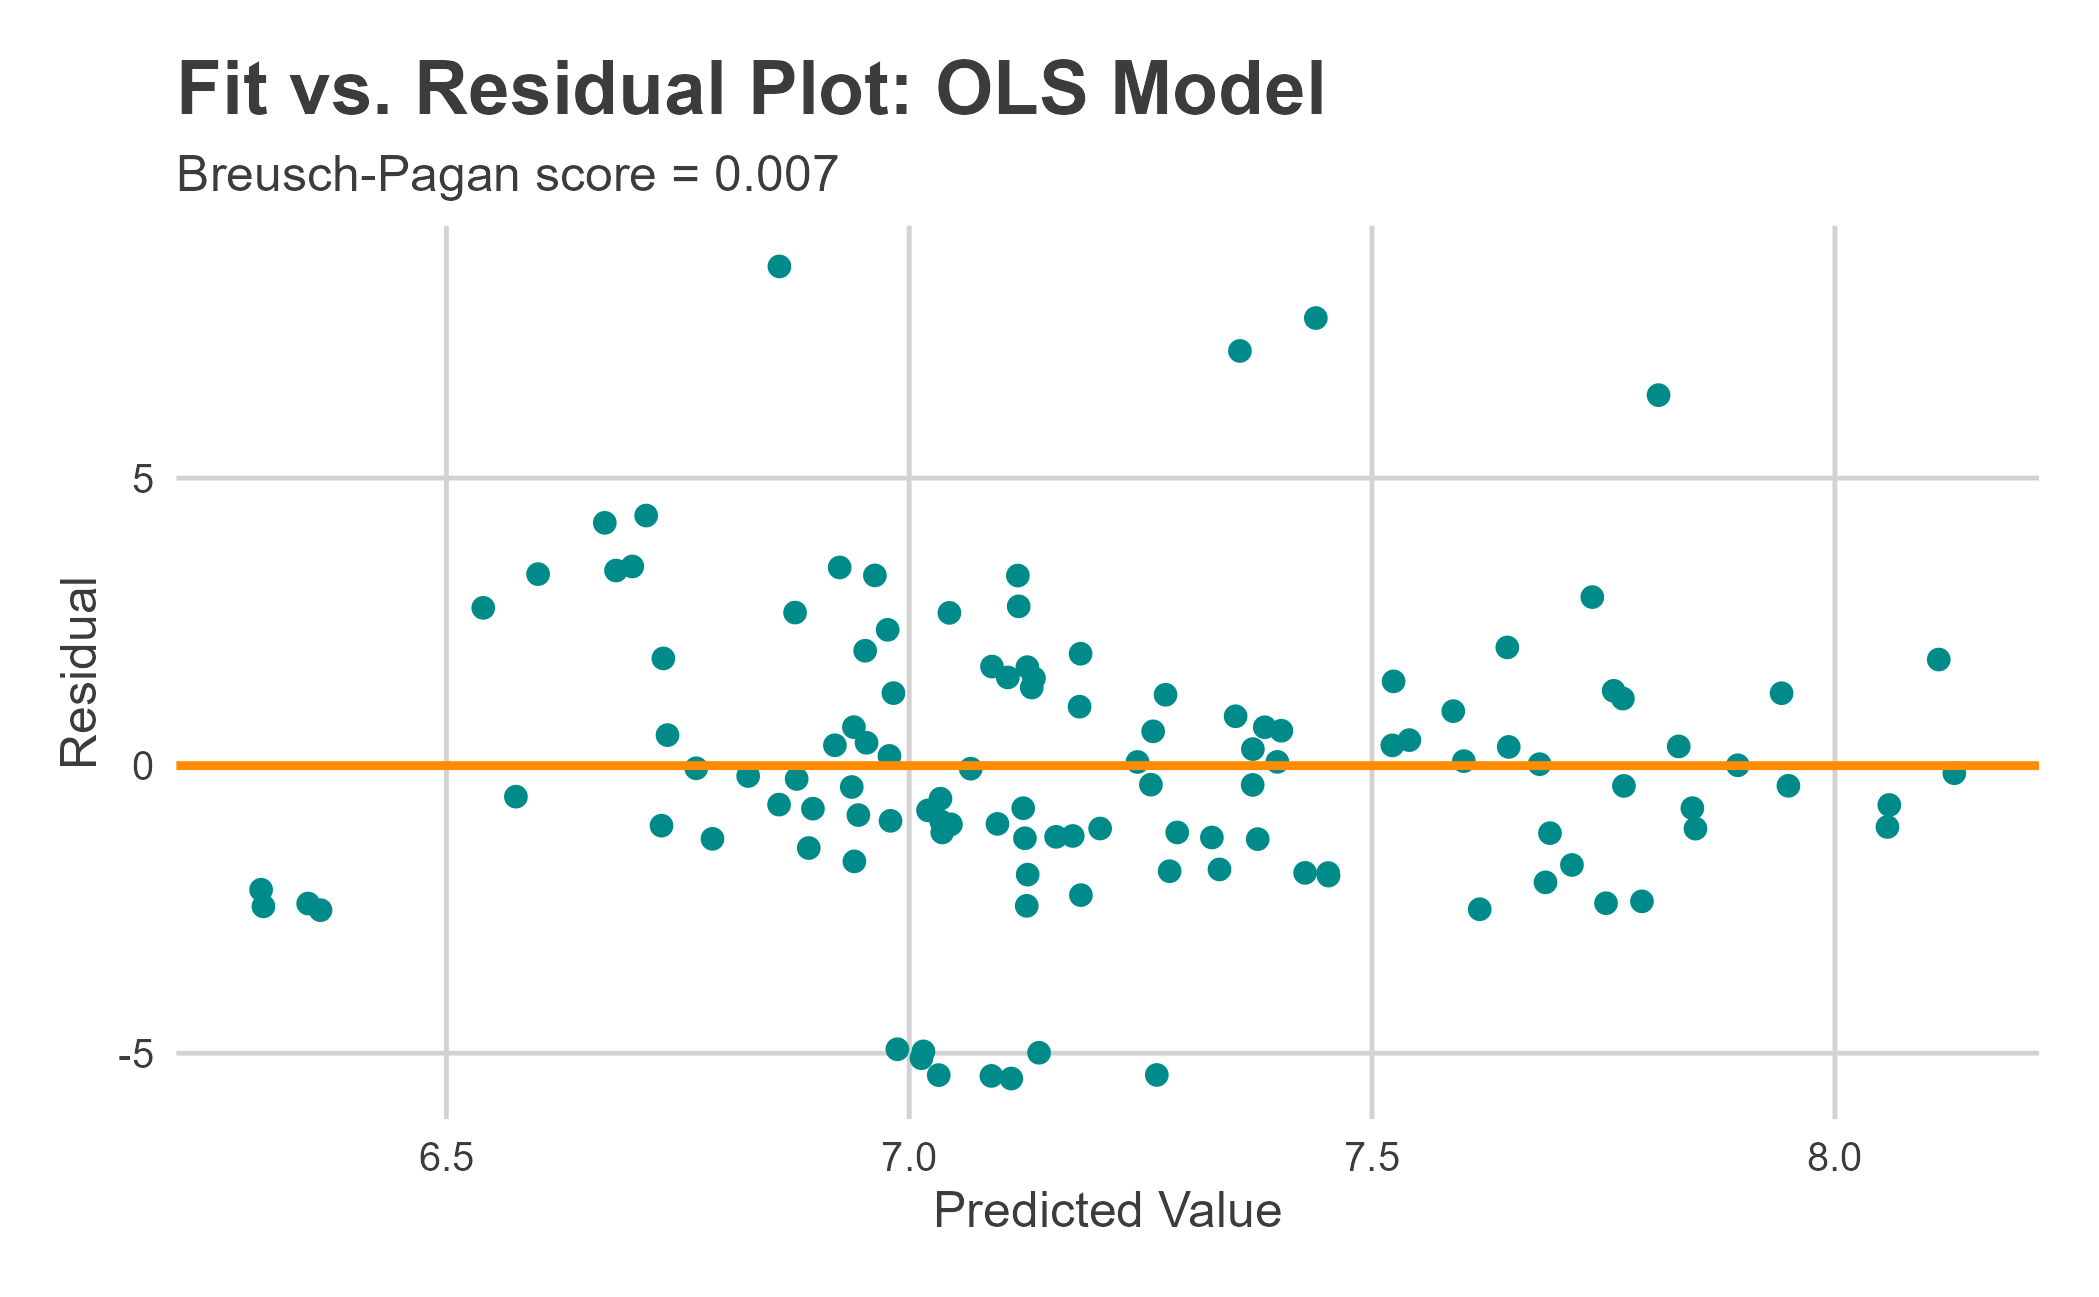 Fit vs. Residual Plot: OLS Model
Breusch-Pagan score = 0.007
Residual
5
0
-5
6.5 7.0 7.5 8.0
Predicted Value